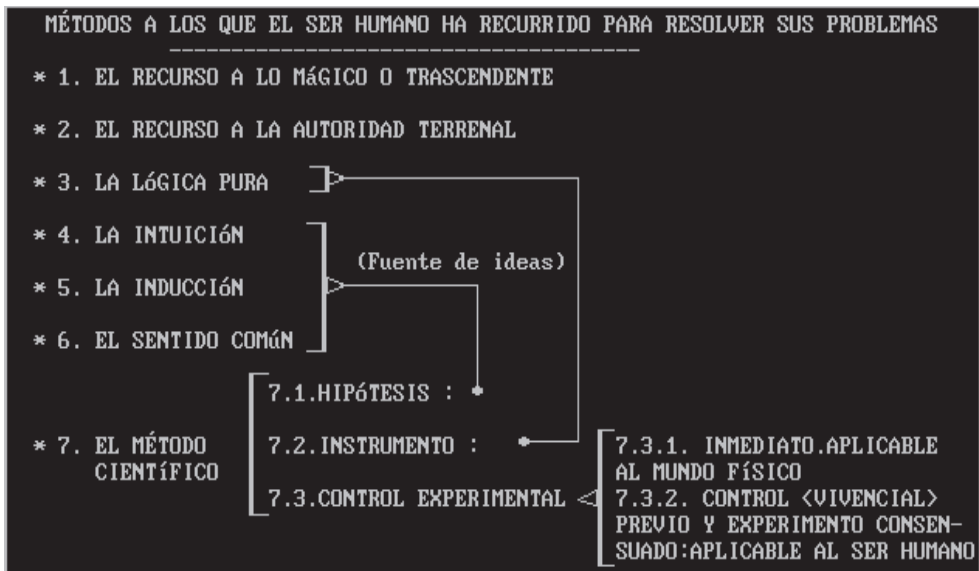 MÉTODOS A LOS QUE EL SER HUMANO HA RECURRIDO PARA RESOLVER SUS PROBLEMAS
* 1. EL RECURSO A LO MáGICO O TRASCENDENTE
* 2. EL RECURSO A LA AUTORIDAD TERRENAL
* 3. LA LóGICA PURA
* 4. LA INTUICIóN
(Fuente de ideas)
* 5. LA INDUCCIóN
* 6. EL SENTIDO COMúN
7.1.HIPóTESIS :
* 7. EL MÉTODO
CIENTíFICO
7.2.INSTRUMENTO :
7.3.CONTROL EXPERIMENTAL
7.3.1. INMEDIATO.APLICABLE
AL MUNDO FíSICO
7.3.2. CONTROL <VIVENCIAL>
PREVIO Y EXPERIMENTO CONSEN-
SUADO:APLICABLE AL SER HUMANO